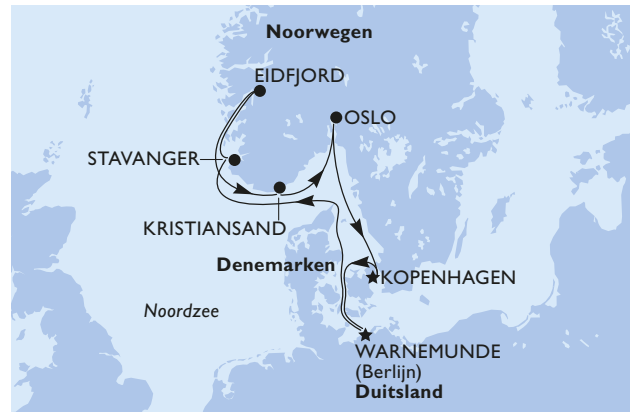 Noorwegen
EIDFJORD
OSLO
STAVANGER
KRISTIANSAND
Denemarken
KOPENHAGEN
Noordzee
WARNEMUNDE
(Berlijn)
Duitsland